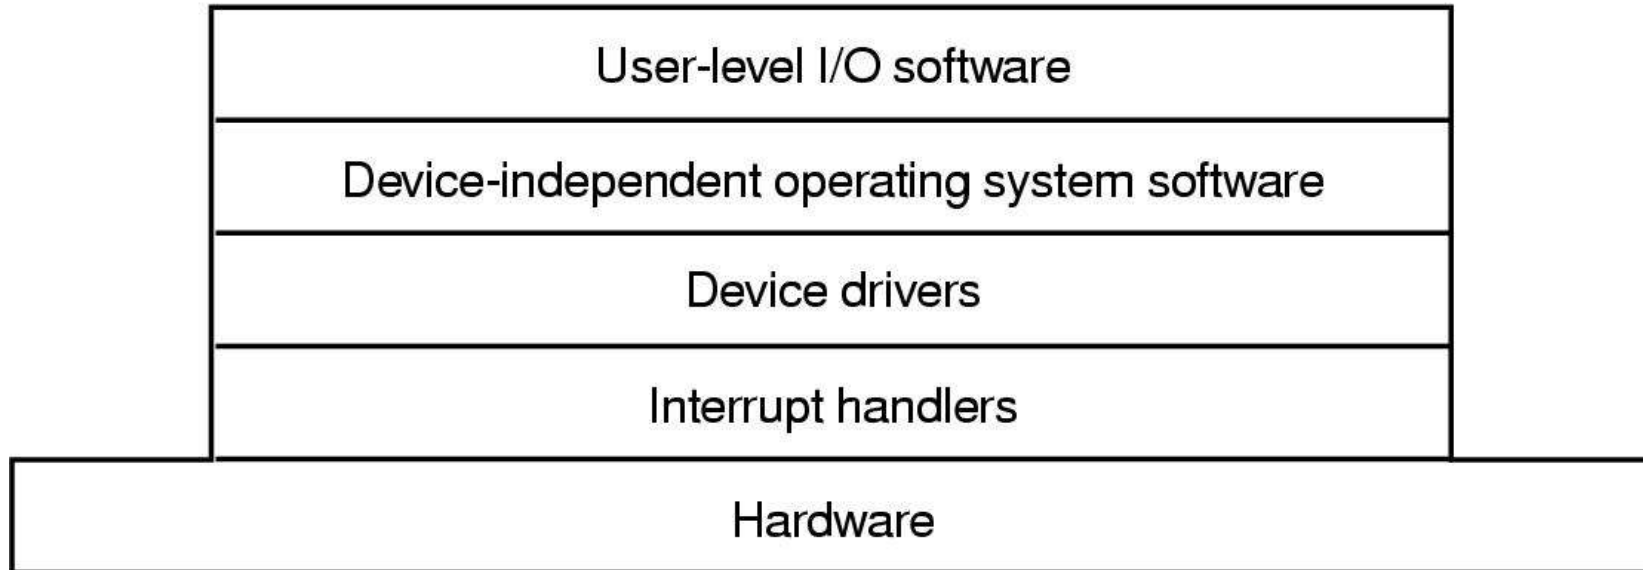 User-level I/O software
Device-independent operating system software
Device drivers
Interrupt handlers
Hardware